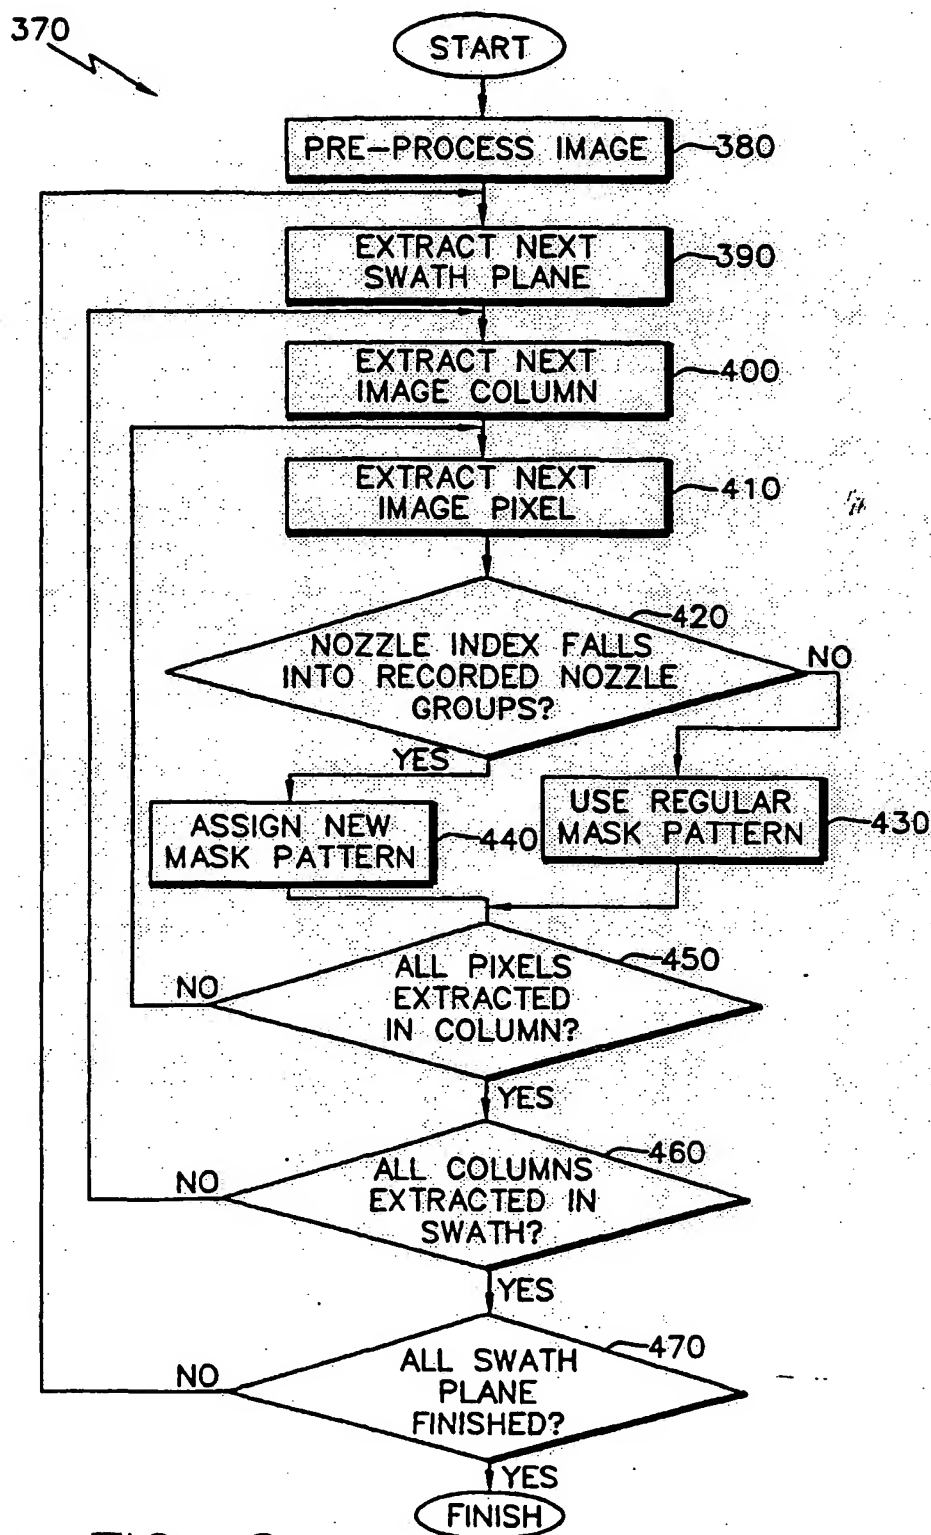 370
START
PRE-PROCESS IMAGE
380
EXTRACT NEXT
SWATH PLANE
390
EXTRACT NEXT
IMAGE COLUMN
400
EXTRACT NEXT
IMAGE PIXEL
410
420
NOZZLE INDEX FALLS
INTO RECORDED NOZZLE
GROUPS?
NO
YES
ASSIGN NEW
MASK PATTERN
440
USE REGULAR
MASK PATTERN
430
450
ALL PIXELS
EXTRACTED
IN COLUMN?
NO
YES
460
ALL COLUMNS
EXTRACTED IN
SWATH?
NO
YES
470
ALL SWATH
PLANE
FINISHED?
NO
YES
FINISH